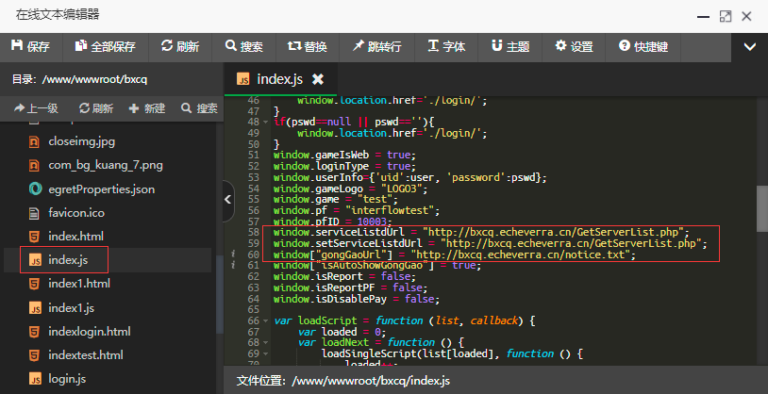 在线文本编辑器
保存 全部保存 刷新 搜索 替换 跳转行 字体 主题 设置 快捷键
目录: /www/wwwroot/bxcq
上一级 刷新 新建 搜索
closeimg.jpg
com_bg_kuang_7.png
egretProperties.json
favicon.ico
index.html
index.js
index1.html
index1.js
indexlogin.html
indextest.html
login.js
index.js
46 window.location.href='./login/';
47 }
48 if(pswd==null || pswd==''){
49 window.location.href='./login/';
50 }
51 window.gameIsWeb = true;
52 window.loginType = true;
53 window.userInfo={'uid':user, 'password':pswd};
54 window.gameLogo = "LOGO3";
55 window.game = "test";
56 window.pf = "interflowtest";
57 window.pfID = 10003;
58 window.serviceListdUrl = "http://bxcq.echeverra.cn/GetServerList.php";
59 window.setServiceListdUrl = "http://bxcq.echeverra.cn/GetServerList.php";
60 window["gongGaoUrl"] = "http://bxcq.echeverra.cn/notice.txt";
61 window["isAutoShowGongGao"] = true;
62 window.isReport = false;
63 window.isReportPF = false;
64 window.isDisablePay = false;
65
66 var loadScript = function (list, callback) {
67 var loaded = 0;
68 var loadNext = function () {
69 loadSingleScript(list[loaded], function () {
70 loaded++;
文件位置: /www/wwwroot/bxcq/index.js